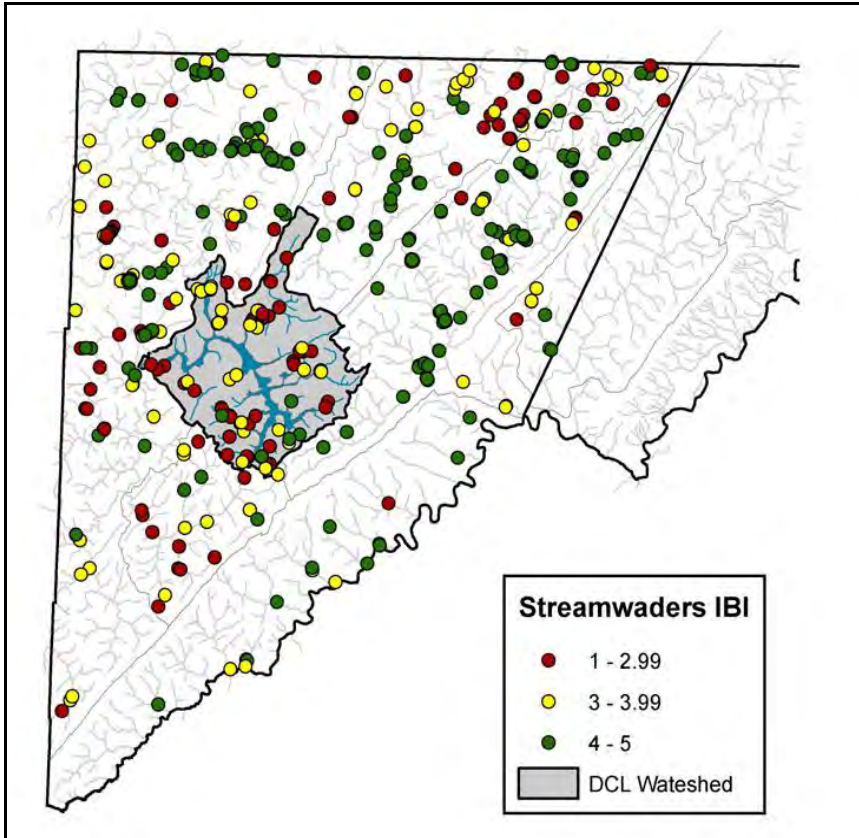 Streamwaders IBI
1 - 2.99
3 - 3.99
4 - 5
DCL Wateshed